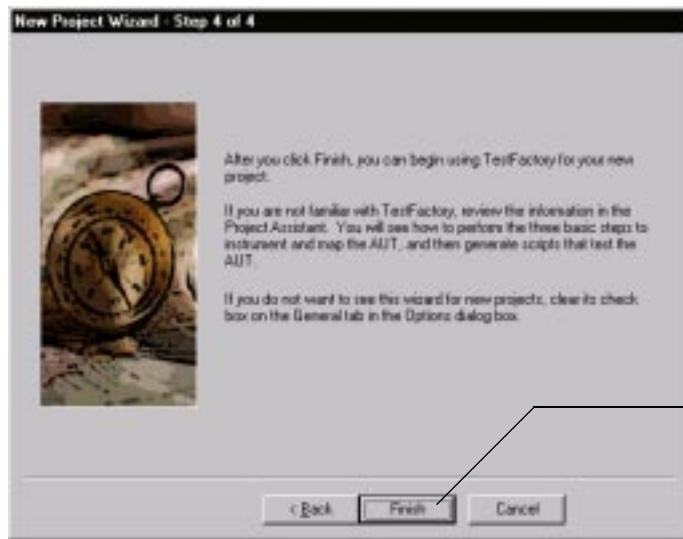 New Project Wizard - Step 4 of 4
After you click Finish, you can begin using TestFactory for your new
project.
If you are not familiar with TestFactory, review the information in the
Project Assistant. You will see how to perform the three basic steps to
instrument and map the AUT, and then generate scripts that test the
AUT.
If you do not want to see this wizard for new projects, clear its check
box on the General tab in the Options dialog box.
< Back
Finish
Cancel